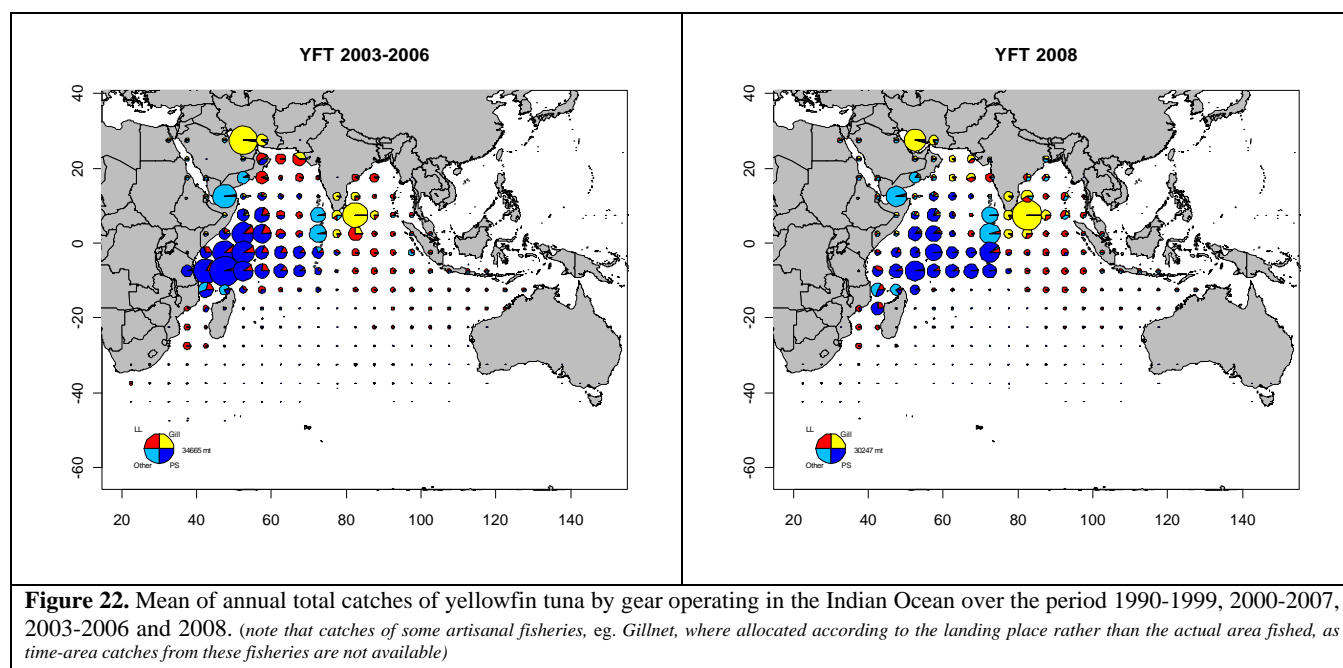 YFT 2003-2006
40
20
0
-20
-40
-60
LL
Gill
34665 mt
Other
PS
20 40 60 80 100 120 140
YFT 2008
40
20
0
-20
-40
-60
LL
Gill
30247 mt
Other
PS
20 40 60 80 100 120 140
Figure 22. Mean of annual total catches of yellowfin tuna by gear operating in the Indian Ocean over the period 1990-1999, 2000-2007,
2003-2006 and 2008. (note that catches of some artisanal fisheries, eg. Gillnet, where allocated according to the landing place rather than the actual area fished, as
time-area catches from these fisheries are not available)